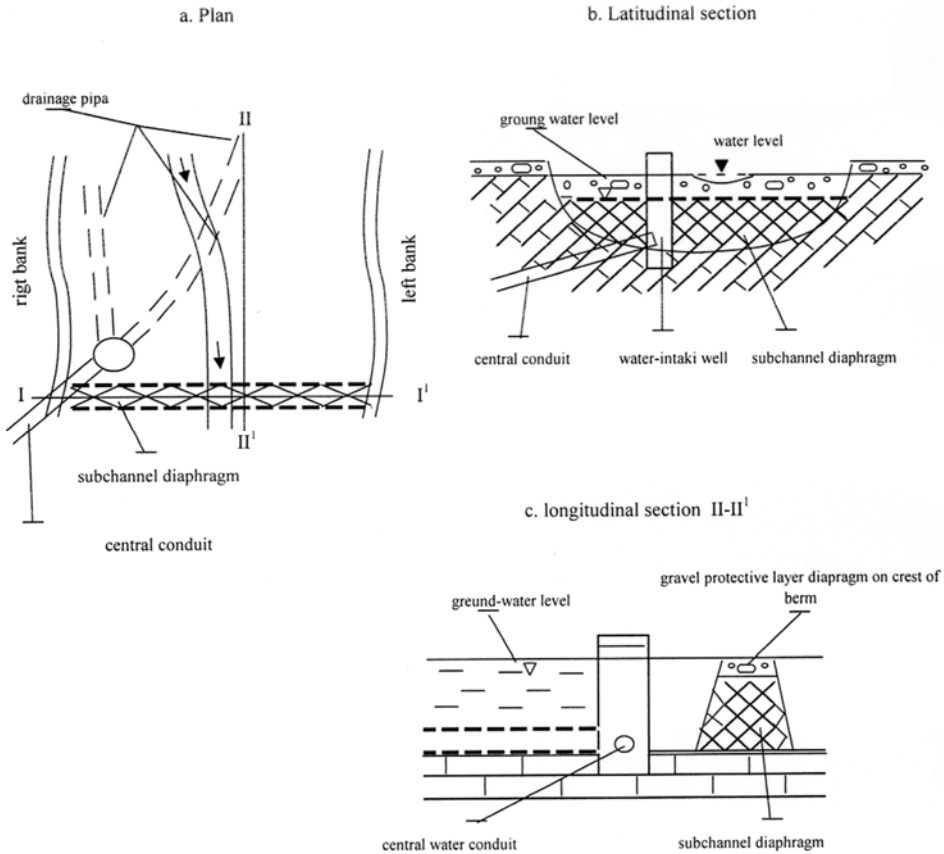 a. Plan
drainage pipa
II
rigt bank
left bank
I
I¹
II¹
subchannel diaphragm
central conduit
b. Latitudinal section
groung water level
water level
central conduit
water-intaki well
subchannel diaphragm
c. longitudinal section II-II¹
gravel protective layer diapragm on crest of
berm
greund-water level
central water conduit
subchannel diaphragm